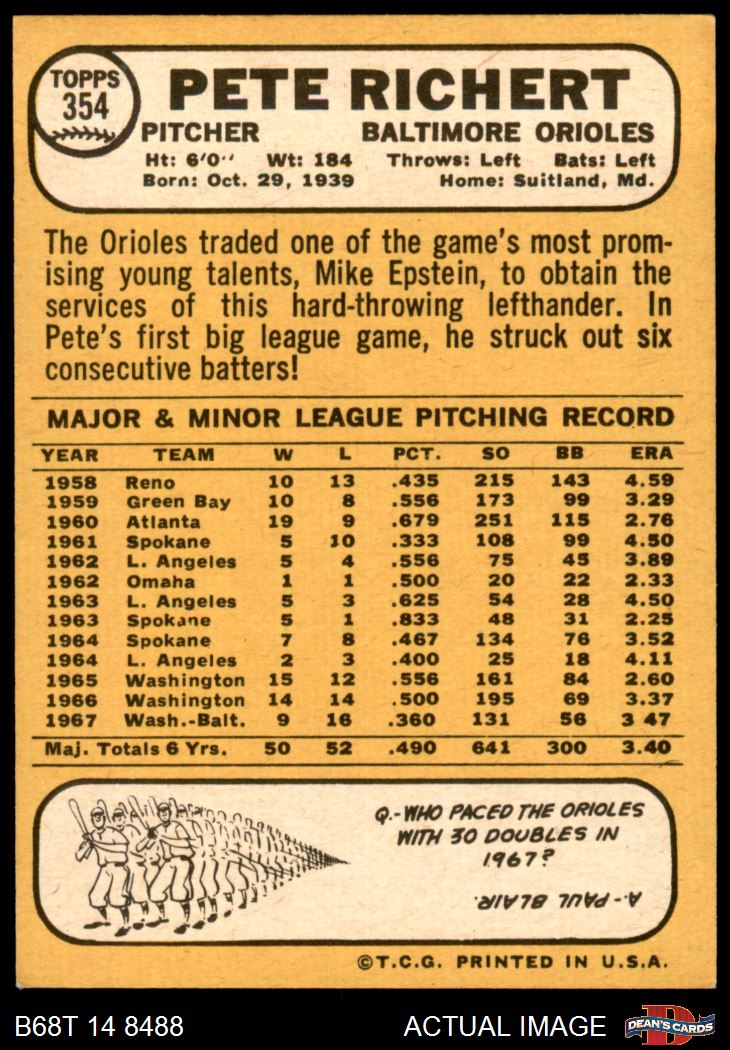 TOPPS
354
PETE RICHERT
PITCHER BALTIMORE ORIOLES
Ht: 6'0'' Wt: 184 Throws: Left Bats: Left
Born: Oct. 29, 1939 Home: Suitland, Md.
The Orioles traded one of the game's most prom-
ising young talents, Mike Epstein, to obtain the
services of this hard-throwing lefthander. In
Pete's first big league game, he struck out six
consecutive batters!
MAJOR & MINOR LEAGUE PITCHING RECORD
YEAR TEAM W L PCT. SO BB ERA
1958 Reno 10 13 .435 215 143 4.59
1959 Green Bay 10 8 .556 173 99 3.29
1960 Atlanta 19 9 .679 251 115 2.76
1961 Spokane 5 10 .333 108 99 4.50
1962 L. Angeles 5 4 .556 75 45 3.89
1962 Omaha 1 1 .500 20 22 2.33
1963 L. Angeles 5 3 .625 54 28 4.50
1963 Spokane 5 1 .833 48 31 2.25
1964 Spokane 7 8 .467 134 76 3.52
1964 L. Angeles 2 3 .400 25 18 4.11
1965 Washington 15 12 .556 161 84 2.60
1966 Washington 14 14 .500 195 69 3.37
1967 Wash.-Balt. 9 16 .360 131 56 3 47
Maj. Totals 6 Yrs. 50 52 .490 641 300 3.40
Q.-WHO PACED THE ORIOLES
WITH 30 DOUBLES IN
1967?
A-. PAUL BLAIR.
©T.C.G. PRINTED IN U.S.A.
B68T 14 8488 ACTUAL IMAGE D DEAN'S CARDS